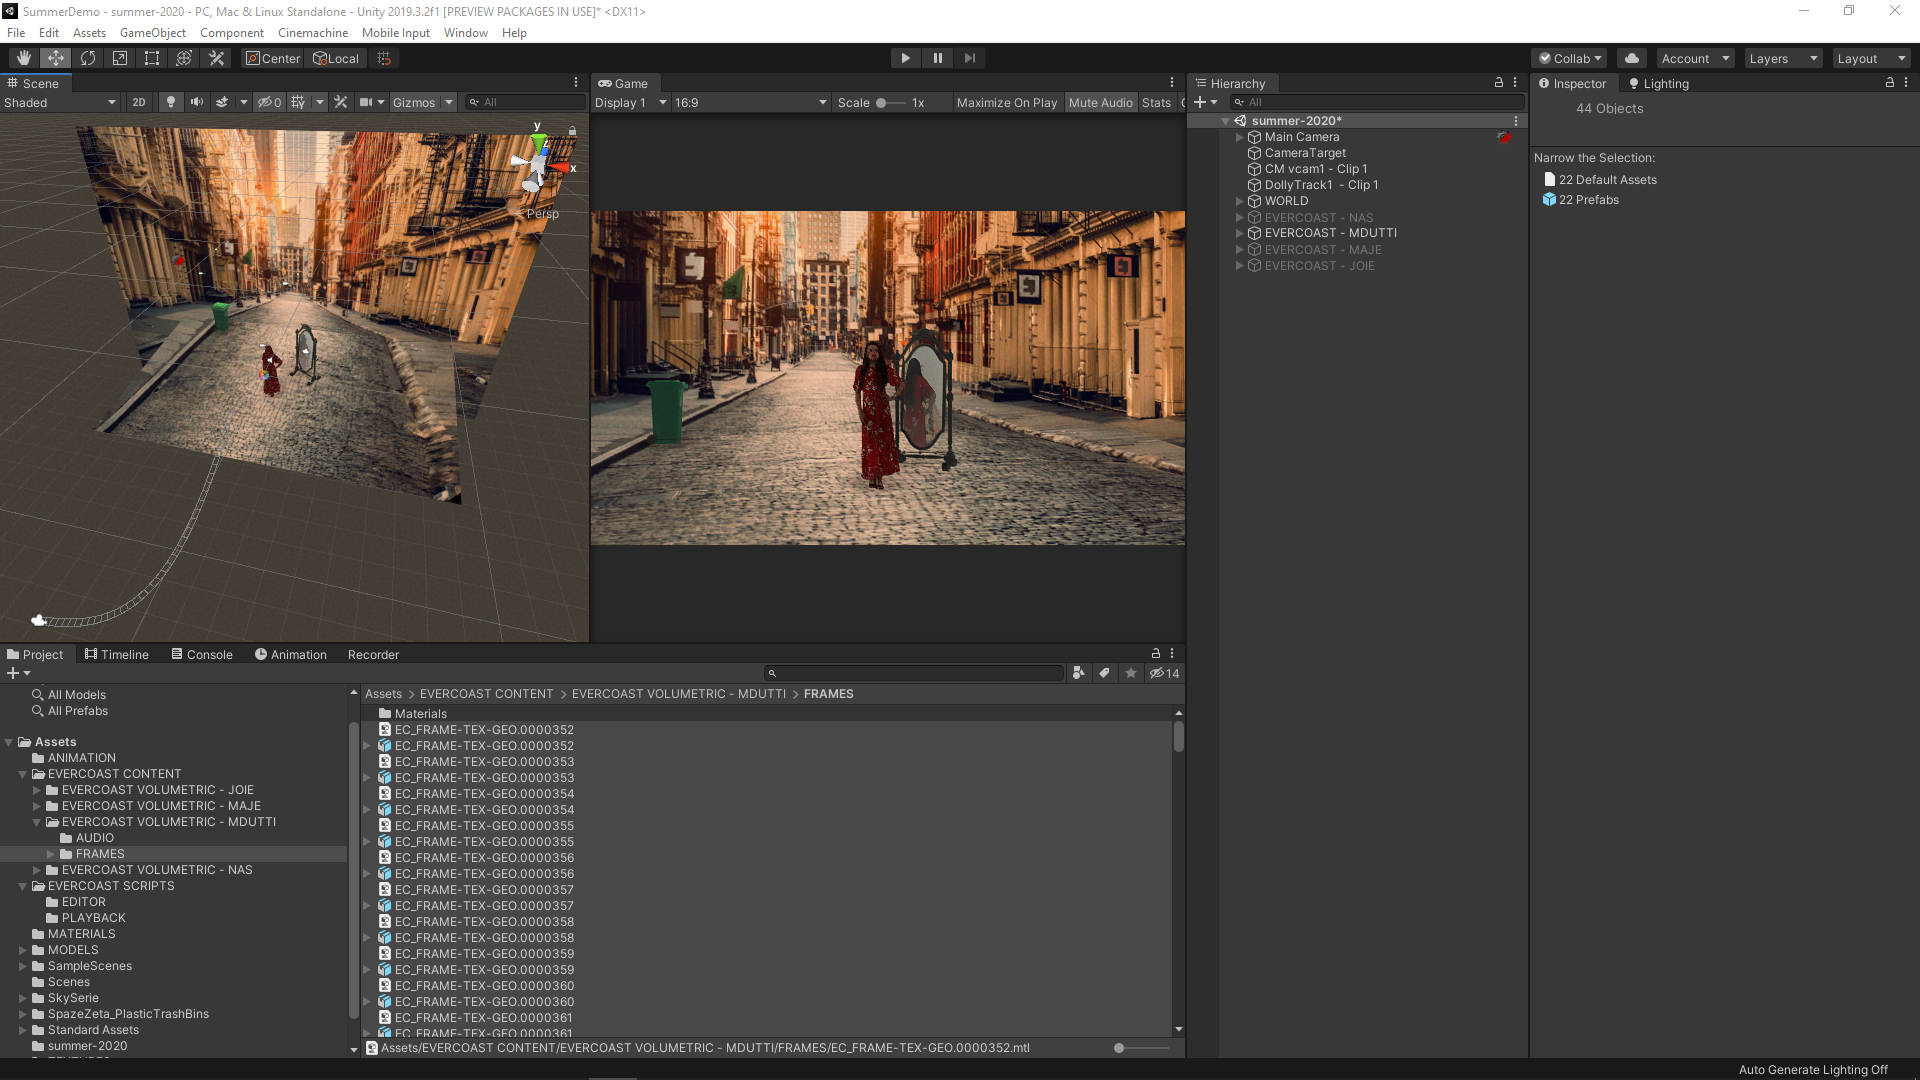 SummerDemo - summer-2020 - PC, Mac & Linux Standalone - Unity 2019.3.2f1 [PREVIEW PACKAGES IN USE]* <DX11>
File Edit Assets GameObject Component Cinemachine Mobile Input Window Help
Center Local
Collab Account Layers Layout
Scene
Shaded 2D 0 Gizmos All
y
x
Persp
Game
Display 1 16:9 Scale 1x Maximize On Play Mute Audio Stats
Hierarchy
All
summer-2020*
Main Camera
CameraTarget
CM vcam1 - Clip 1
DollyTrack1 - Clip 1
WORLD
EVERCOAST - NAS
EVERCOAST - MDUTTI
EVERCOAST - MAJE
EVERCOAST - JOIE
Inspector Lighting
44 Objects
Narrow the Selection:
22 Default Assets
22 Prefabs
Project Timeline Console Animation Recorder
14
All Models
All Prefabs
Assets
ANIMATION
EVERCOAST CONTENT
EVERCOAST VOLUMETRIC - JOIE
EVERCOAST VOLUMETRIC - MAJE
EVERCOAST VOLUMETRIC - MDUTTI
AUDIO
FRAMES
EVERCOAST VOLUMETRIC - NAS
EVERCOAST SCRIPTS
EDITOR
PLAYBACK
MATERIALS
MODELS
SampleScenes
Scenes
SkySerie
SpazeZeta_PlasticTrashBins
Standard Assets
summer-2020
Assets > EVERCOAST CONTENT > EVERCOAST VOLUMETRIC - MDUTTI > FRAMES
Materials
EC_FRAME-TEX-GEO.0000352
EC_FRAME-TEX-GEO.0000352
EC_FRAME-TEX-GEO.0000353
EC_FRAME-TEX-GEO.0000353
EC_FRAME-TEX-GEO.0000354
EC_FRAME-TEX-GEO.0000354
EC_FRAME-TEX-GEO.0000355
EC_FRAME-TEX-GEO.0000355
EC_FRAME-TEX-GEO.0000356
EC_FRAME-TEX-GEO.0000356
EC_FRAME-TEX-GEO.0000357
EC_FRAME-TEX-GEO.0000357
EC_FRAME-TEX-GEO.0000358
EC_FRAME-TEX-GEO.0000358
EC_FRAME-TEX-GEO.0000359
EC_FRAME-TEX-GEO.0000359
EC_FRAME-TEX-GEO.0000360
EC_FRAME-TEX-GEO.0000360
EC_FRAME-TEX-GEO.0000361
EC_FRAME-TEX-GEO.0000361
Assets/EVERCOAST CONTENT/EVERCOAST VOLUMETRIC - MDUTTI/FRAMES/EC_FRAME-TEX-GEO.0000352.mtl
Auto Generate Lighting Off